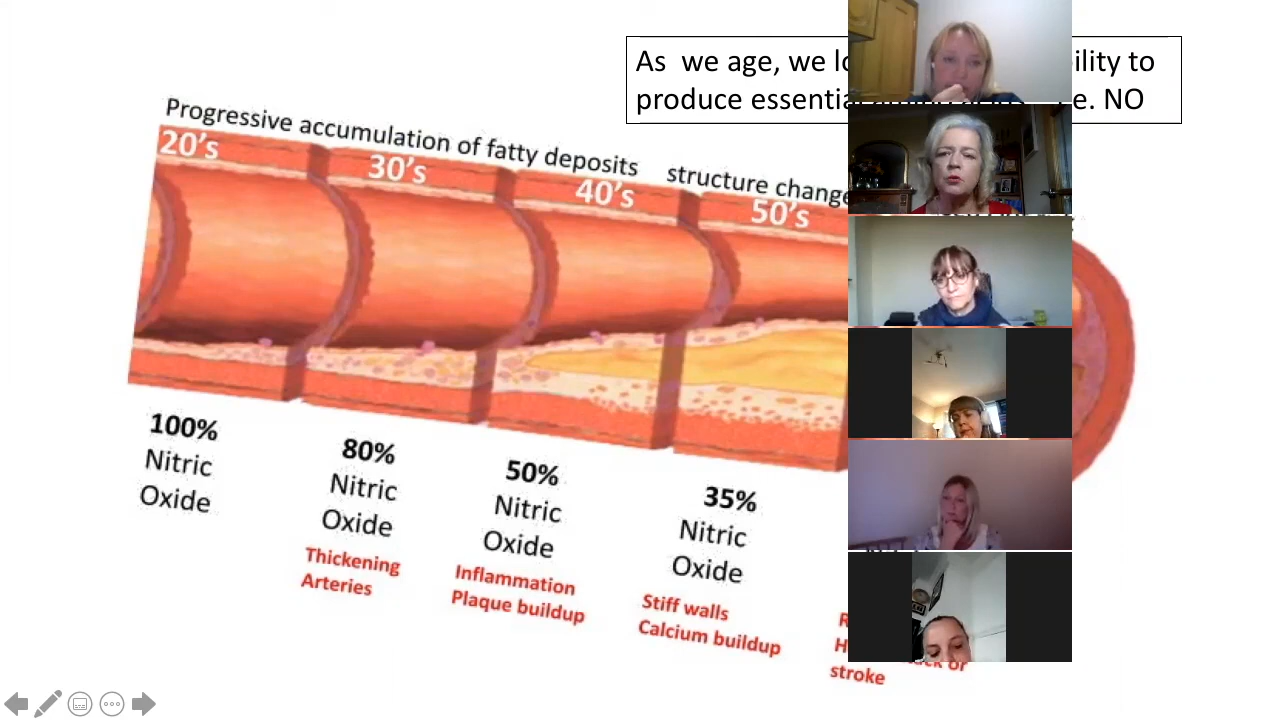 As we age, we ility to
produce essentia e. NO
Progressive accumulation of fatty deposits structure change
20's
30's
40's
50's
100%
Nitric
Oxide
80%
Nitric
Oxide
Thickening
Arteries
50%
Nitric
Oxide
Inflammation
Plaque buildup
35%
Nitric
Oxide
Stiff walls
Calcium buildup
or
stroke